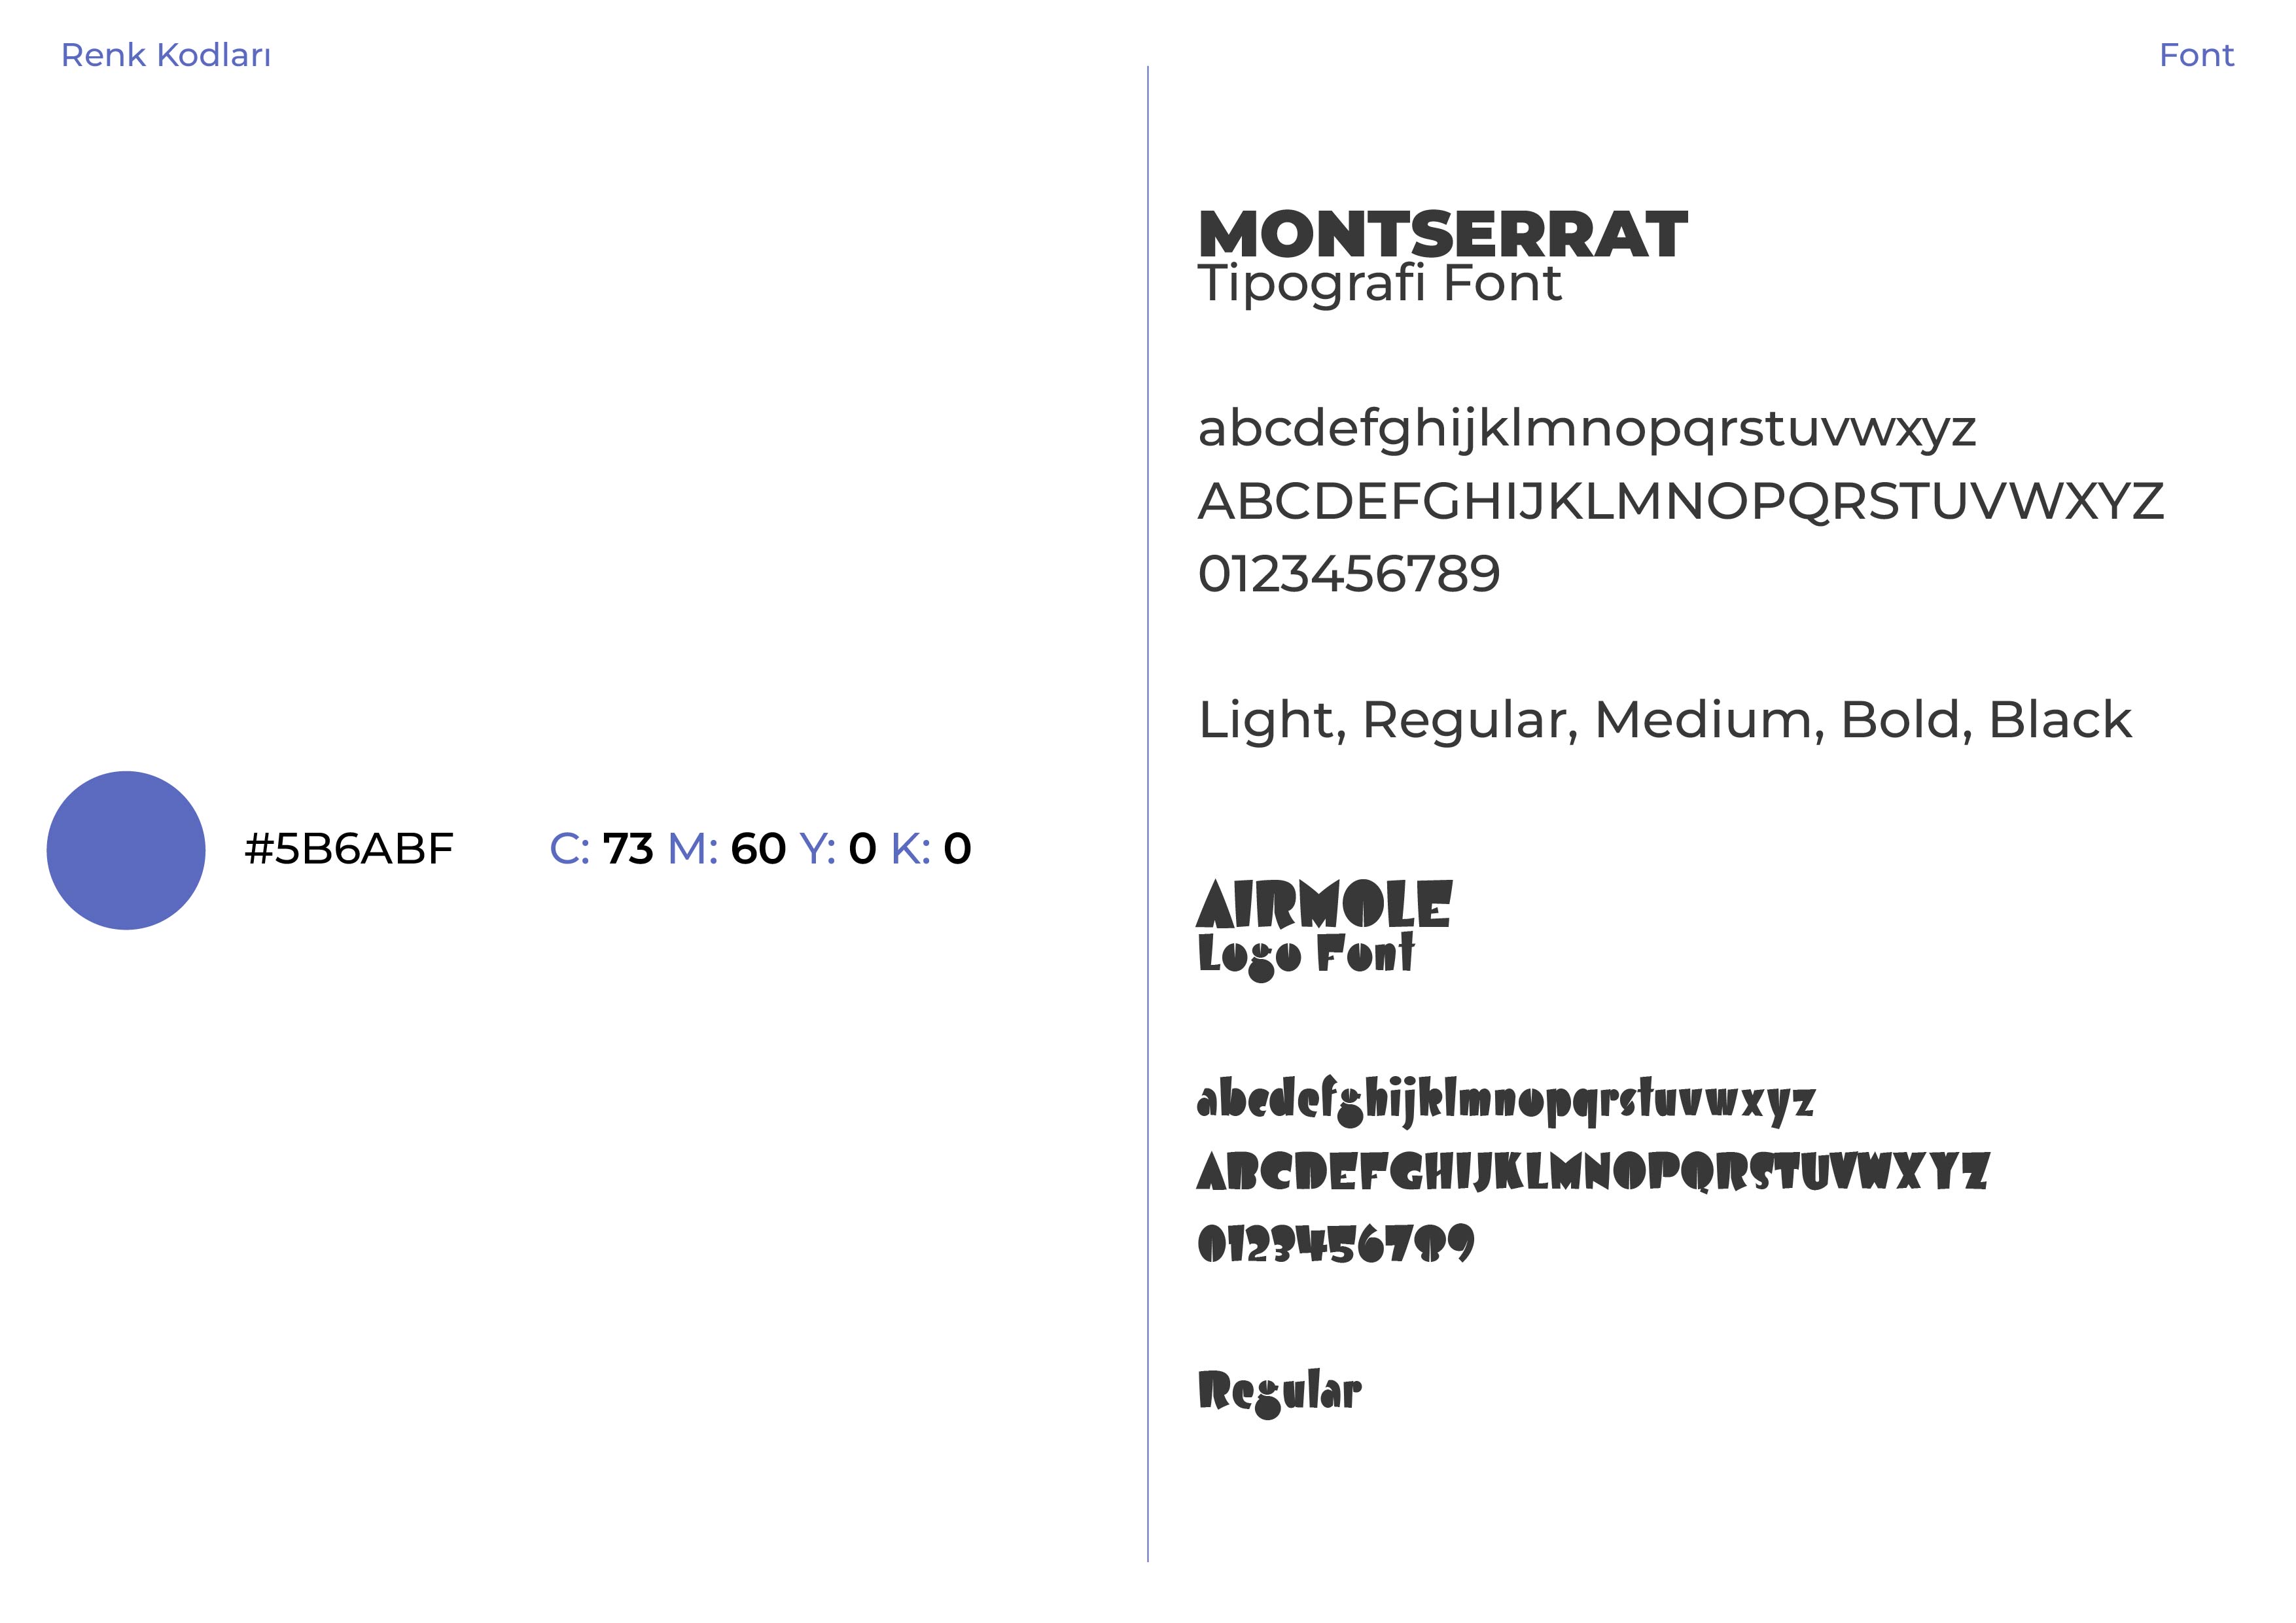 Renk Kodları
Font
#5B6ABF
C: 73 M: 60 Y: 0 K: 0
MONTSERRAT
Tipografi Font
abcdefghijklmnopqrstuvwxyz
ABCDEFGHIJKLMNOPQRSTUVWXYZ
0123456789
Light, Regular, Medium, Bold, Black
AIRMOLE
Logo Font
abcdefghijklmnopqrstuvwxyz
ABCDEFGHIJKLMNOPQRSTUVWXYZ
0123456789
Regular